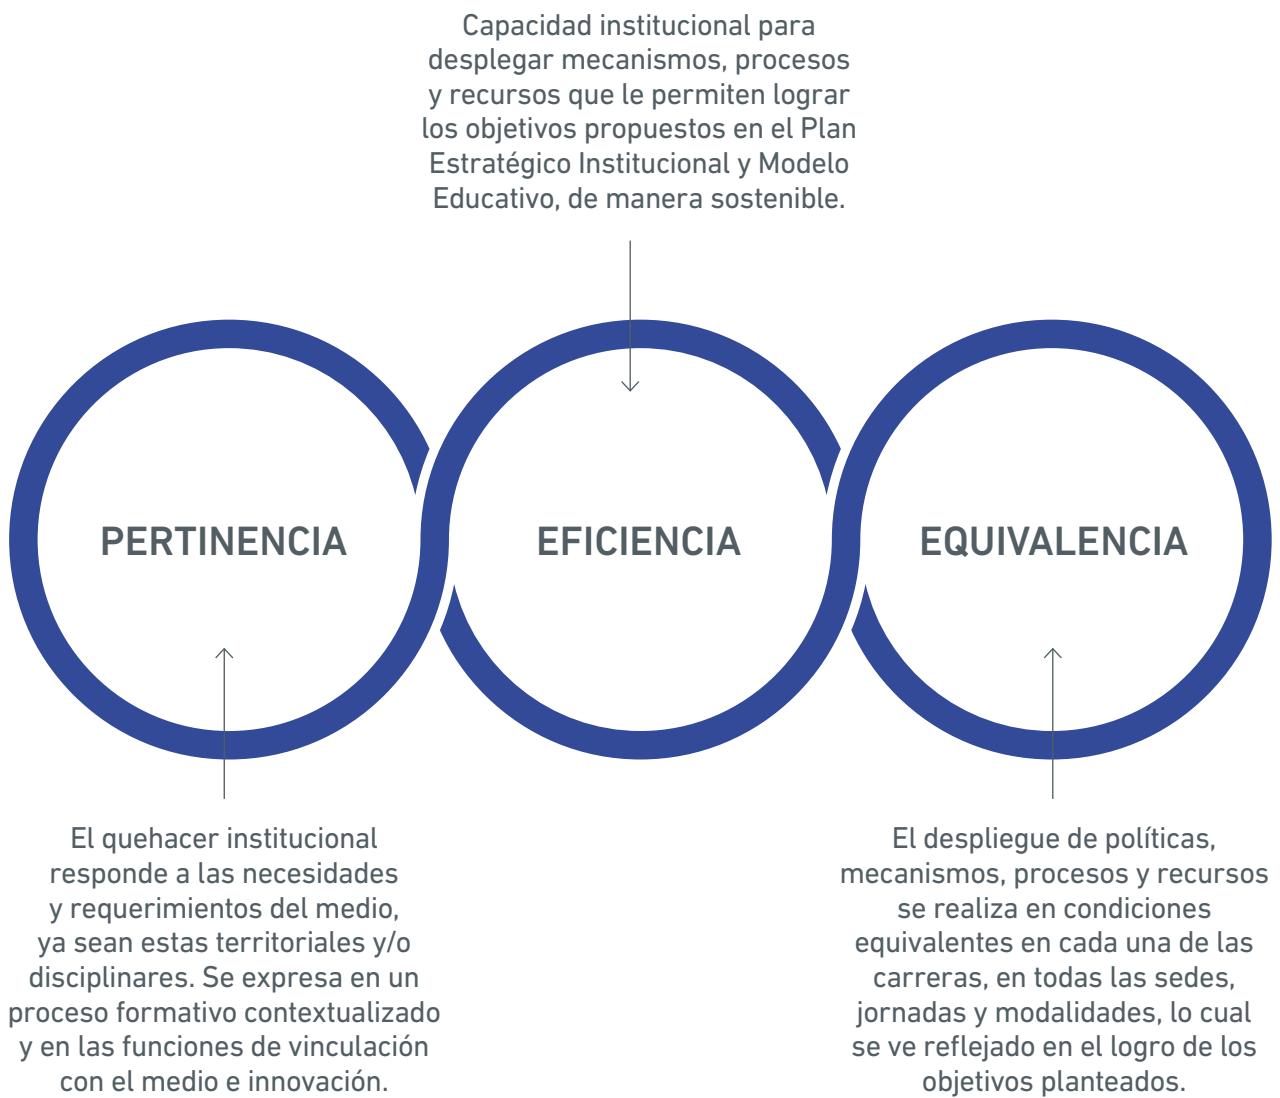 Capacidad institucional para
desplegar mecanismos, procesos
y recursos que le permiten lograr
los objetivos propuestos en el Plan
Estratégico Institucional y Modelo
Educativo, de manera sostenible.
PERTINENCIA
EFICIENCIA
EQUIVALENCIA
El quehacer institucional
responde a las necesidades
y requerimientos del medio,
ya sean estas territoriales y/o
disciplinares. Se expresa en un
proceso formativo contextualizado
y en las funciones de vinculación
con el medio e innovación.
El despliegue de políticas,
mecanismos, procesos y recursos
se realiza en condiciones
equivalentes en cada una de las
carreras, en todas las sedes,
jornadas y modalidades, lo cual
se ve reflejado en el logro de los
objetivos planteados.